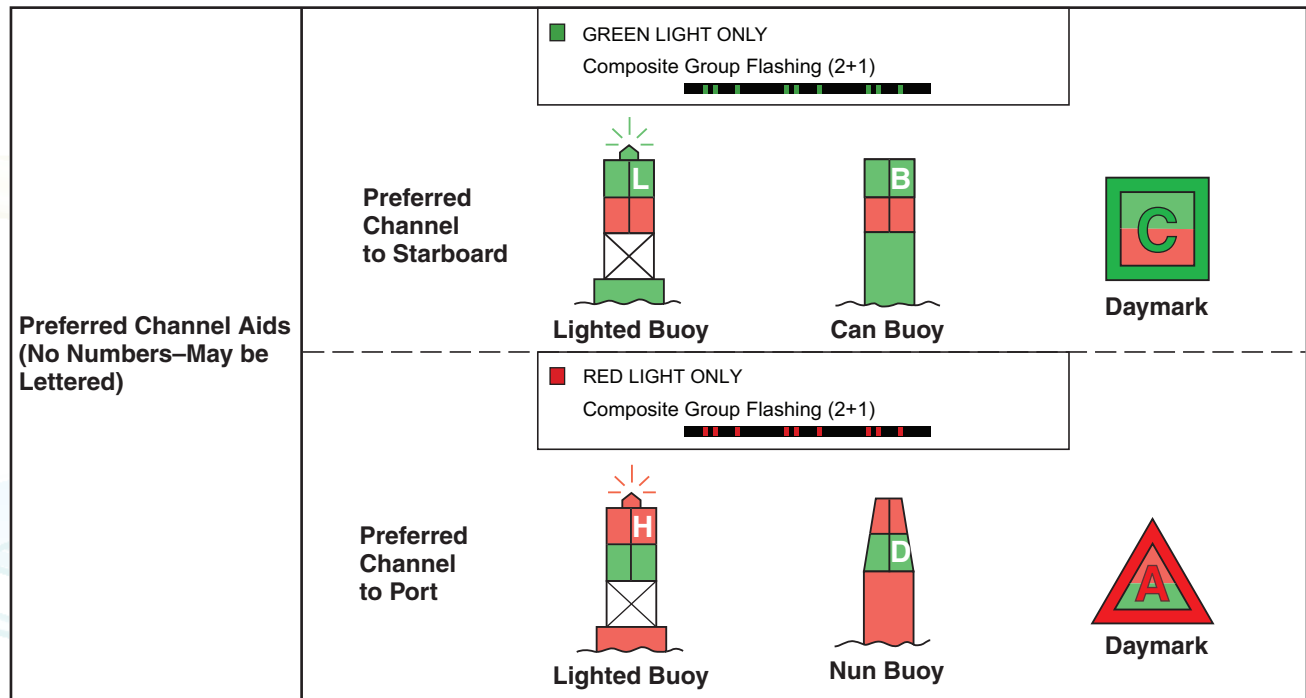 Preferred Channel Aids
(No Numbers–May be
Lettered)
GREEN LIGHT ONLY
Composite Group Flashing (2+1)
Preferred
Channel
to Starboard
L
B
C
Lighted Buoy
Can Buoy
Daymark
RED LIGHT ONLY
Composite Group Flashing (2+1)
Preferred
Channel
to Port
H
D
A
Lighted Buoy
Nun Buoy
Daymark